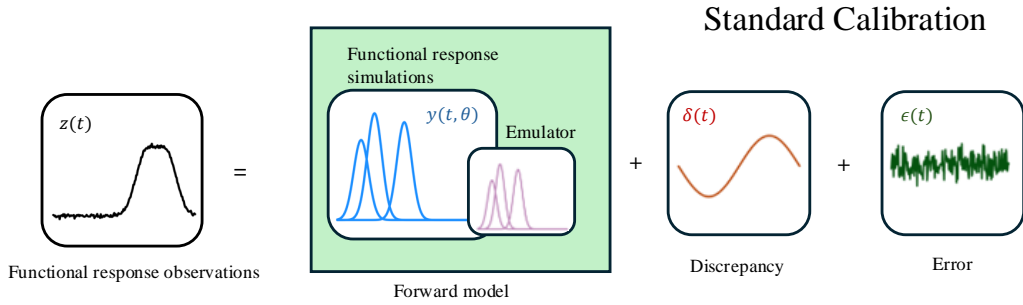 Standard Calibration
z(t)
Functional response observations
=
Functional response
simulations
y(t, θ)
Emulator
Forward model
+
δ(t)
Discrepancy
+
ϵ(t)
Error